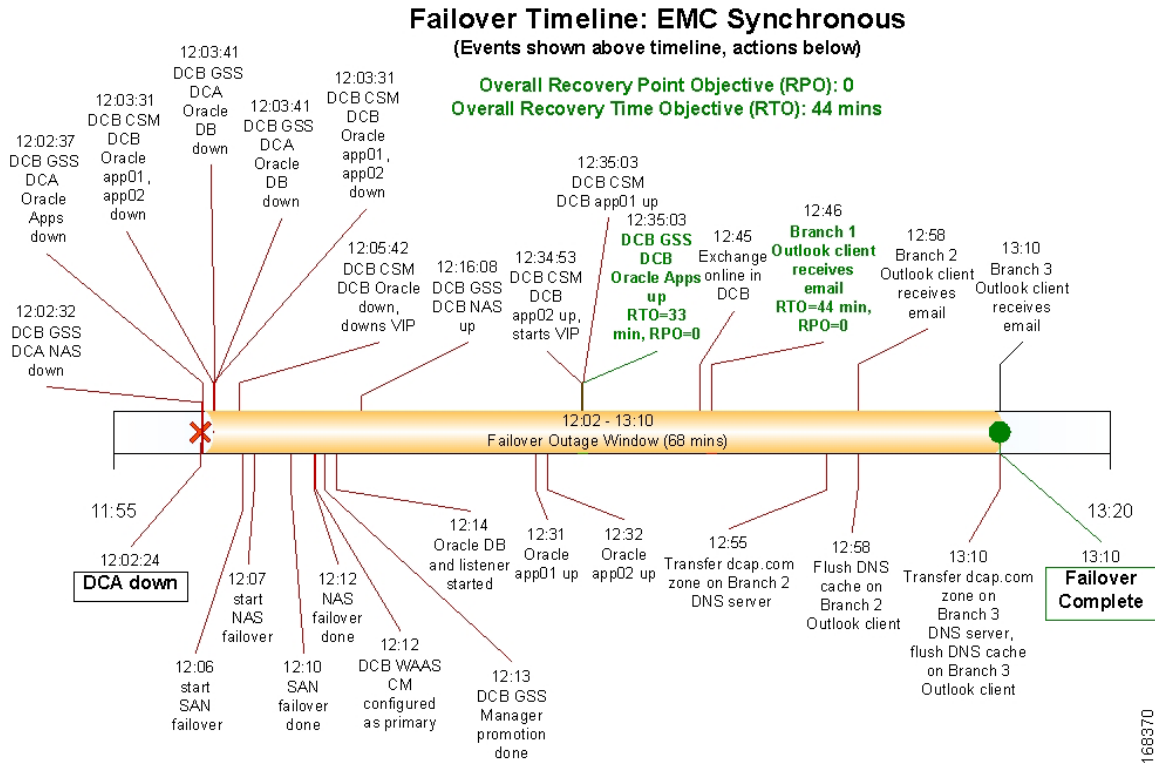 Failover Timeline: EMC Synchronous
(Events shown above timeline, actions below)
Overall Recovery Point Objective (RPO): 0
Overall Recovery Time Objective (RTO): 44 mins
12:02:32
DCB GSS
DCA NAS
down
12:02:37
DCB GSS
DCA
Oracle
Apps
down
12:03:31
DCB CSM
DCB
Oracle
app01,
app02
down
12:03:41
DCB GSS
DCA
Oracle
DB
down
12:03:41
DCB GSS
DCA
Oracle
DB
down
12:03:31
DCB CSM
DCB
Oracle
app01,
app02
down
12:05:42
DCB CSM
DCB Oracle
down,
downs VIP
12:16:08
DCB GSS
DCB NAS
up
12:34:53
DCB CSM
DCB
app02 up,
starts VIP
12:35:03
DCB CSM
DCB app01 up
12:35:03
DCB GSS
DCB
Oracle Apps
up
RTO=33
min, RPO=0
12:45
Exchange
online in
DCB
12:46
Branch 1
Outlook client
receives
email
RTO=44 min,
RPO=0
12:58
Branch 2
Outlook client
receives
email
13:10
Branch 3
Outlook client
receives
email
12:02 - 13:10
Failover Outage Window (68 mins)
11:55
13:20
12:02:24
DCA down
12:06
start
SAN
failover
12:07
start
NAS
failover
12:10
SAN
failover
done
12:12
NAS
failover
done
12:12
DCB WAAS
CM
configured
as primary
12:13
DCB GSS
Manager
promotion
done
12:14
Oracle DB
and listener
started
12:31
Oracle
app01 up
12:32
Oracle
app02 up
12:55
Transfer dcap.com
zone on Branch 2
DNS server
12:58
Flush DNS
cache on
Branch 2
Outlook client
13:10
Transfer dcap.com
zone on
Branch 3
DNS server,
flush DNS cache
on Branch 3
Outlook client
13:10
Failover
Complete
168370